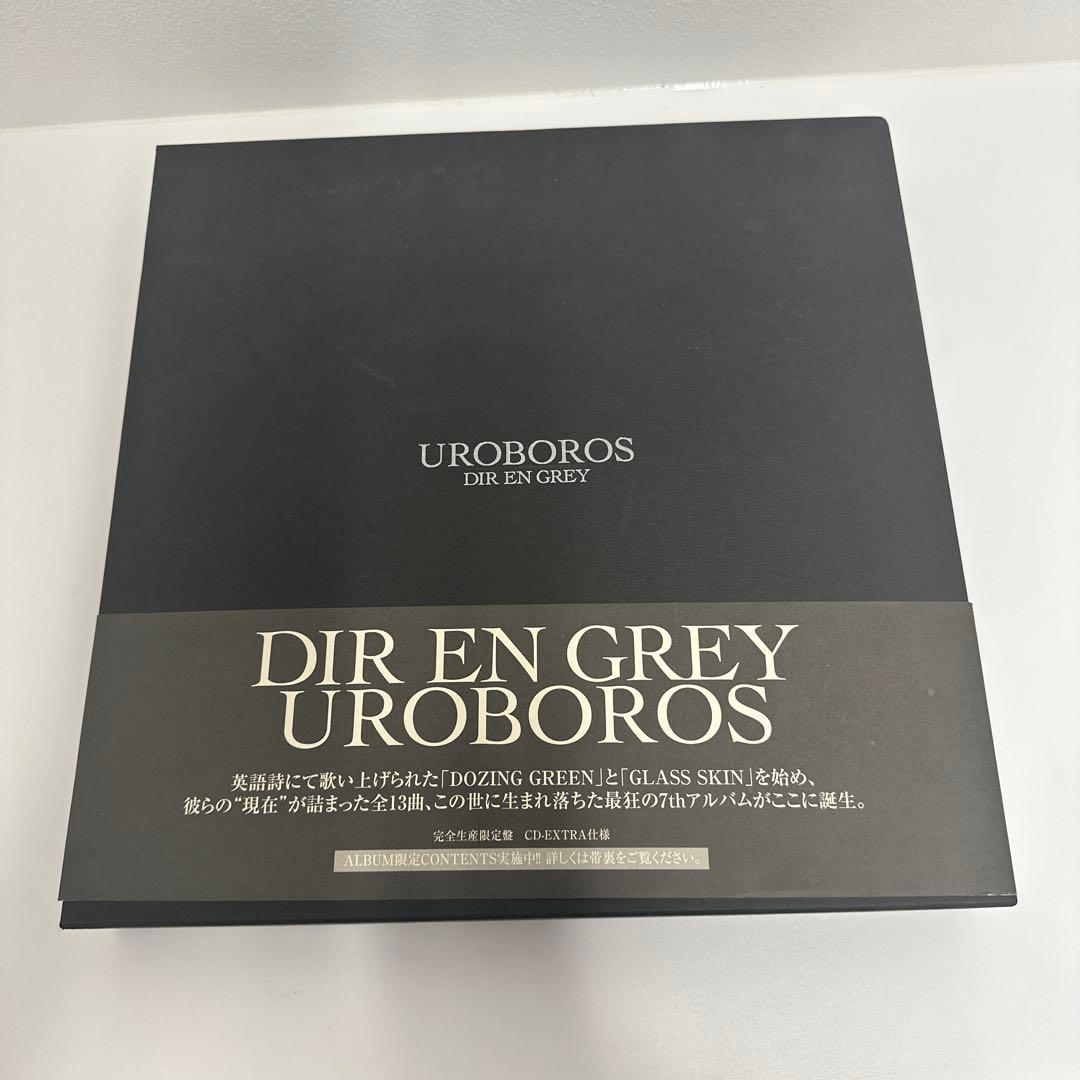 UROBOROS
DIR EN GREY
DIR EN GREY
UROBOROS
英語詩にて歌い上げられた「DOZING GREEN」と「GLASS SKIN」を始め、
彼らの“現在”が詰まった全13曲、この世に生まれ落ちた最狂の7thアルバムがここに誕生。
完全生産限定盤 CD-EXTRA仕様
ALBUM限定CONTENTS実施中!! 詳しくは帯裏をご覧ください。